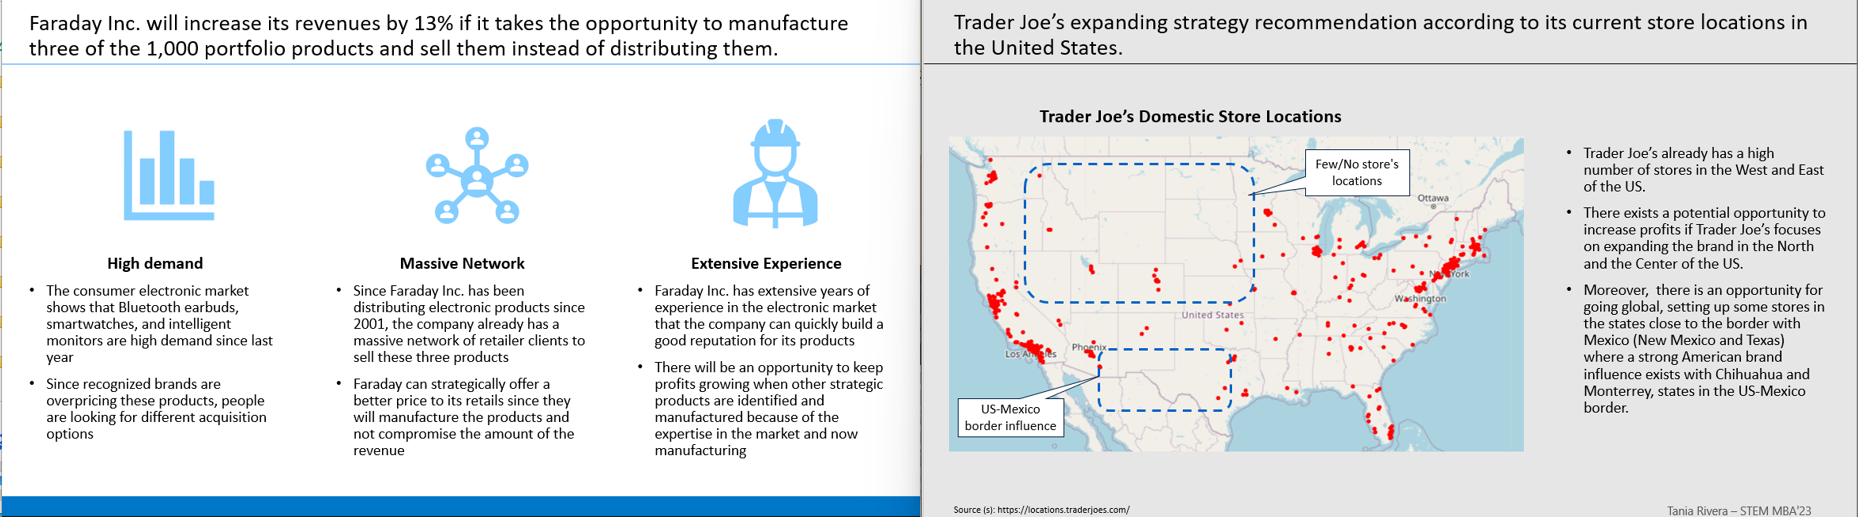 Faraday Inc. will increase its revenues by 13% if it takes the opportunity to manufacture
three of the 1,000 portfolio products and sell them instead of distributing them.
High demand
• The consumer electronic market
shows that Bluetooth earbuds,
smartwatches, and intelligent
monitors are high demand since last
year
• Since recognized brands are
overpricing these products, people
are looking for different acquisition
options
Massive Network
• Since Faraday Inc. has been
distributing electronic products since
2001, the company already has a
massive network of retailer clients to
sell these three products
• Faraday can strategically offer a
better price to its retails since they
will manufacture the products and
not compromise the amount of the
revenue
Extensive Experience
• Faraday Inc. has extensive years of
experience in the electronic market
that the company can quickly build a
good reputation for its products
• There will be an opportunity to keep
profits growing when other strategic
products are identified and
manufactured because of the
expertise in the market and now
manufacturing
Trader Joe's expanding strategy recommendation according to its current store locations in
the United States.
Trader Joe's Domestic Store Locations
Few/No store's
locations
Ottawa
New York
Washington
United States
Los Angeles
Phoenix
US-Mexico
border influence
• Trader Joe's already has a high
number of stores in the West and East
of the US.
• There exists a potential opportunity to
increase profits if Trader Joe's focuses
on expanding the brand in the North
and the Center of the US.
• Moreover, there is an opportunity for
going global, setting up some stores in
the states close to the border with
Mexico (New Mexico and Texas)
where a strong American brand
influence exists with Chihuahua and
Monterrey, states in the US-Mexico
border.
Source (s): https://locations.traderjoes.com/
Tania Rivera – STEM MBA'23